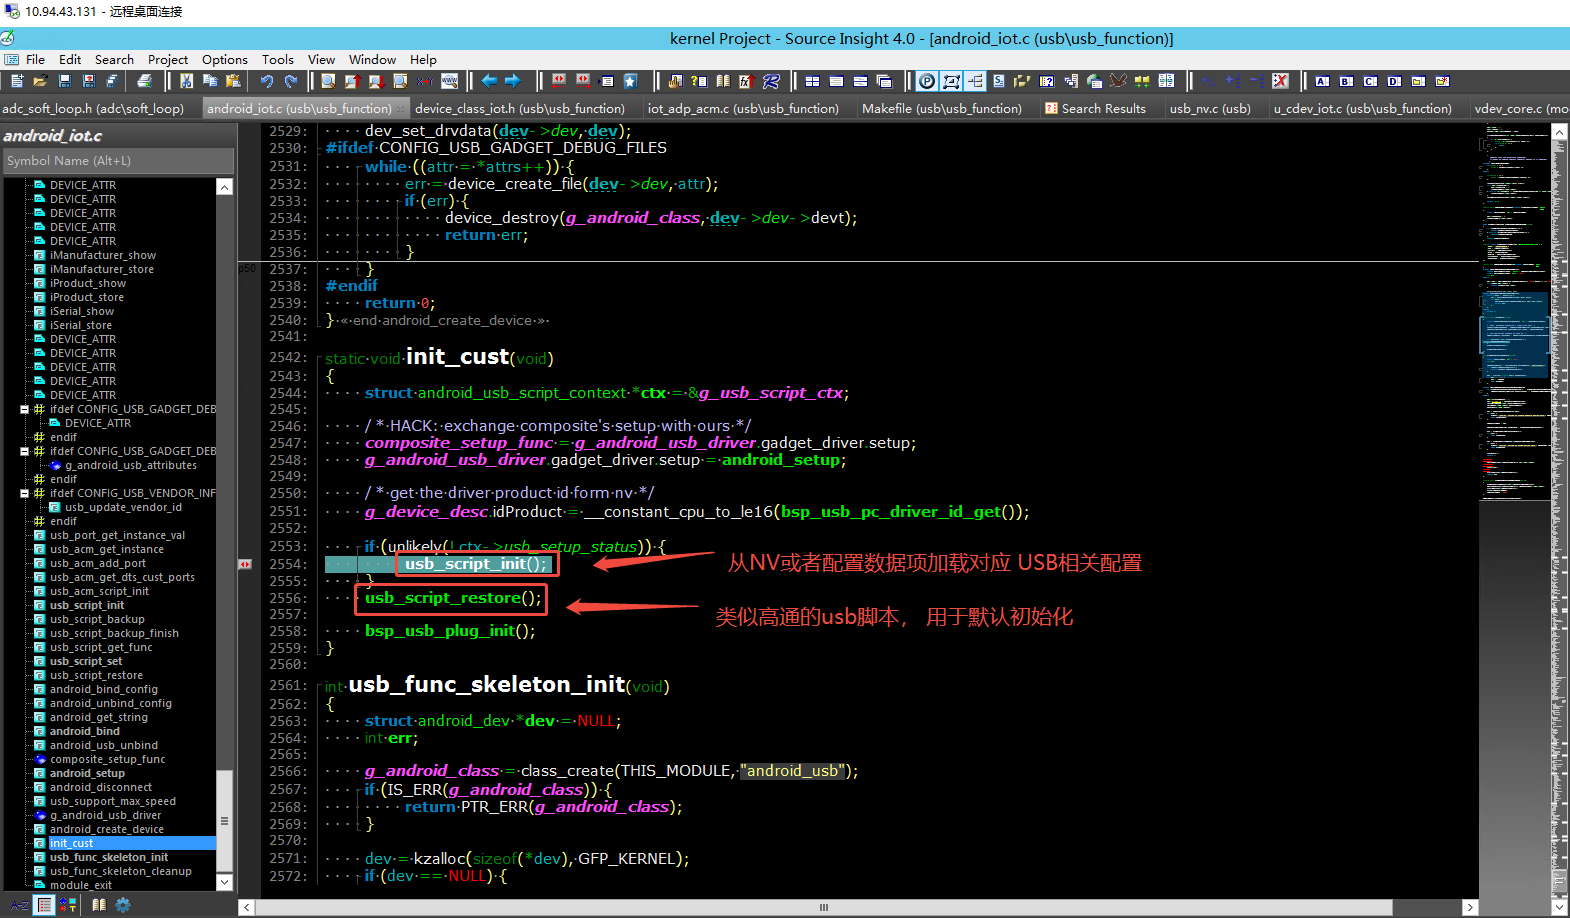 10.94.43.131 - 远程桌面连接
kernel Project - Source Insight 4.0 - [android_iot.c (usb\usb_function)]
File Edit Search Project Options Tools View Window Help
adc_soft_loop.h (adc\soft_loop) android_iot.c (usb\usb_function) device_class_iot.h (usb\usb_function) iot_adp_acm.c (usb\usb_function) Makefile (usb\usb_function) Search Results usb_nv.c (usb) u_cdev_iot.c (usb\usb_function) vdev_core.c (mo
android_iot.c
Symbol Name (Alt+L)
DEVICE_ATTR
DEVICE_ATTR
DEVICE_ATTR
DEVICE_ATTR
DEVICE_ATTR
iManufacturer_show
iManufacturer_store
iProduct_show
iProduct_store
iSerial_show
iSerial_store
DEVICE_ATTR
DEVICE_ATTR
DEVICE_ATTR
DEVICE_ATTR
DEVICE_ATTR
# ifdef CONFIG_USB_GADGET_DEB
DEVICE_ATTR
# endif
# ifdef CONFIG_USB_GADGET_DEB
g_android_usb_attributes
# endif
# ifdef CONFIG_USB_VENDOR_INF
usb_update_vendor_id
# endif
usb_port_get_instance_val
usb_acm_get_instance
usb_acm_add_port
usb_acm_get_dts_cust_ports
usb_acm_script_init
usb_script_init
usb_script_backup
usb_script_backup_finish
usb_script_get_func
usb_script_set
usb_script_restore
android_bind_config
android_unbind_config
android_get_string
android_bind
android_usb_unbind
composite_setup_func
android_setup
android_disconnect
usb_support_max_speed
g_android_usb_driver
android_create_device
init_cust
usb_func_skeleton_init
usb_func_skeleton_cleanup
module_exit
p50
2529: dev_set_drvdata(dev->dev, dev);
2530: #ifdef CONFIG_USB_GADGET_DEBUG_FILES
2531: while ((attr = *attrs++)) {
2532: err = device_create_file(dev->dev, attr);
2533: if (err) {
2534: device_destroy(g_android_class, dev->dev->devt);
2535: return err;
2536: }
2537: }
2538: #endif
2539: return 0;
2540: } « end android_create_device »
2541:
2542: static void init_cust(void)
2543: {
2544: struct android_usb_script_context *ctx = &g_usb_script_ctx;
2545:
2546: /* HACK: exchange composite's setup with ours */
2547: composite_setup_func = g_android_usb_driver.gadget_driver.setup;
2548: g_android_usb_driver.gadget_driver.setup = android_setup;
2549:
2550: /* get the driver product id form nv */
2551: g_device_desc.idProduct = __constant_cpu_to_le16(bsp_usb_pc_driver_id_get());
2552:
2553: if (unlikely(!ctx->usb_setup_status)) {
2554: usb_script_init(); 从NV或者配置数据项加载对应 USB相关配置
2555: }
2556: usb_script_restore();
2557: 类似高通的usb脚本， 用于默认初始化
2558: bsp_usb_plug_init();
2559: }
2560:
2561: int usb_func_skeleton_init(void)
2562: {
2563: struct android_dev *dev = NULL;
2564: int err;
2565:
2566: g_android_class = class_create(THIS_MODULE, "android_usb");
2567: if (IS_ERR(g_android_class)) {
2568: return PTR_ERR(g_android_class);
2569: }
2570:
2571: dev = kzalloc(sizeof(*dev), GFP_KERNEL);
2572: if (dev == NULL) {